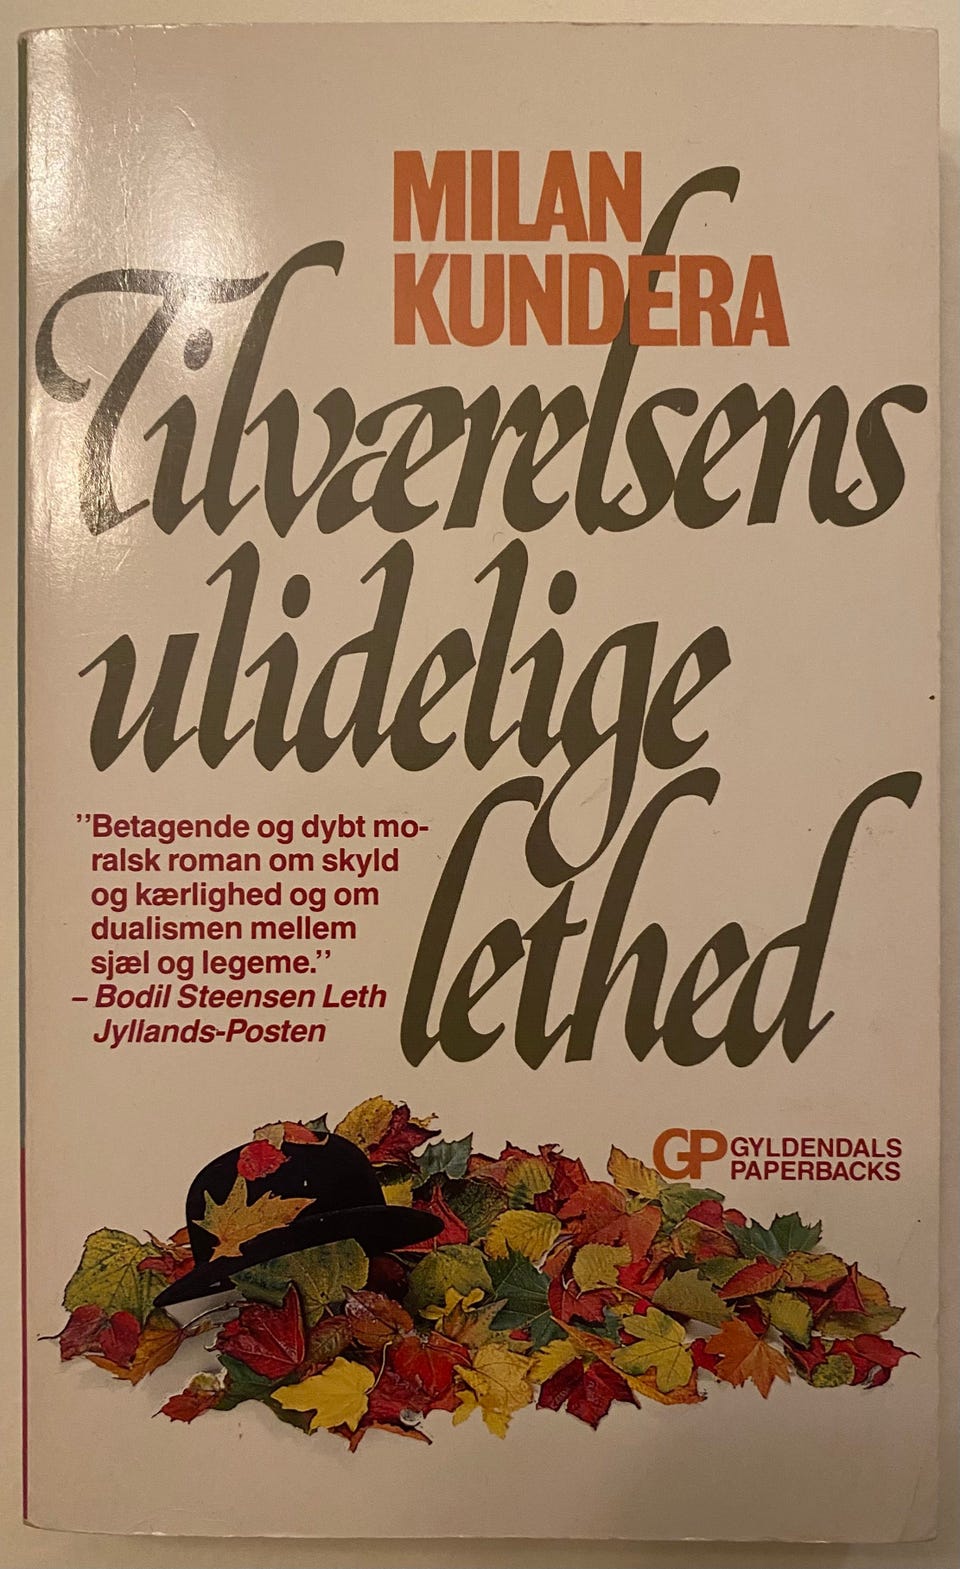 MILAN
KUNDERA
Tilværelsens
ulidelige
lethed
”Betagende og dybt mo-
ralsk roman om skyld
og kærlighed og om
dualismen mellem
sjæl og legeme.”
– Bodil Steensen Leth
Jyllands-Posten
GP GYLDENDALS
PAPERBACKS